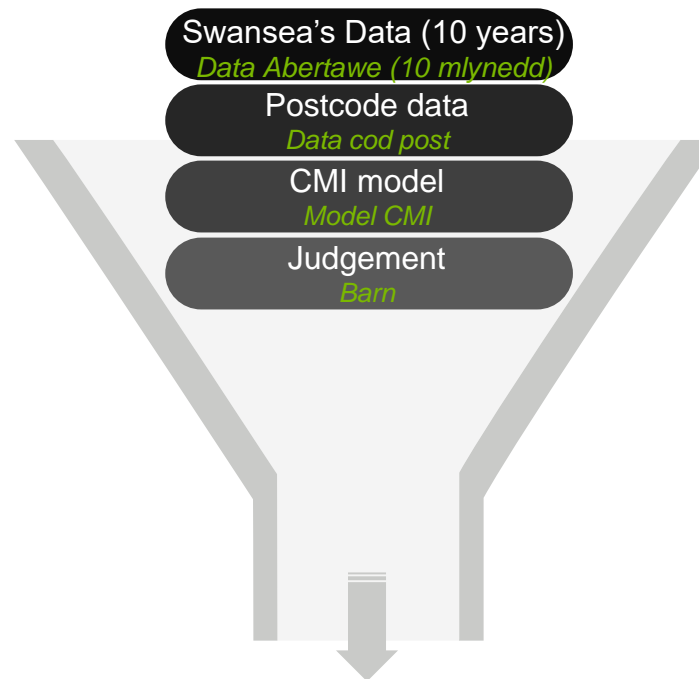 Swansea’s Data (10 years)
Data Abertawe (10 mlynedd)
Postcode data
Data cod post
CMI model
Model CMI
Judgement
Barn